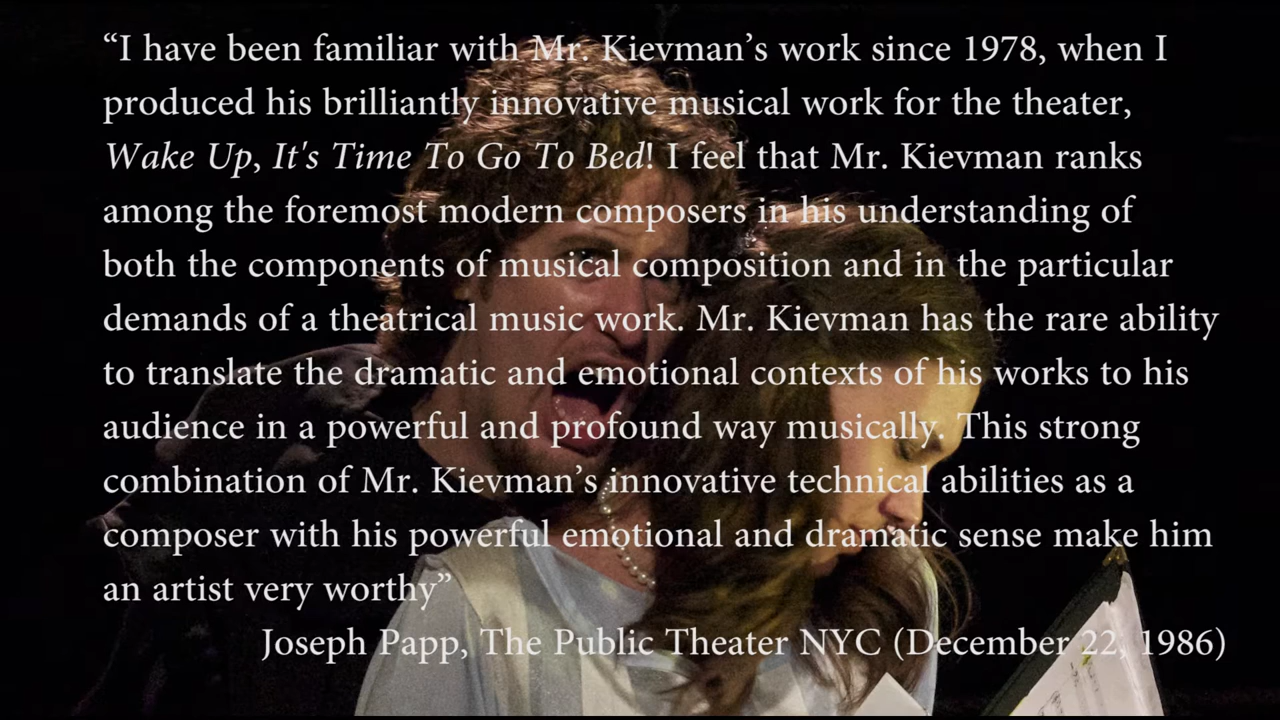 “I have been familiar with Mr. Kievman’s work since 1978, when I
produced his brilliantly innovative musical work for the theater,
Wake Up, It's Time To Go To Bed! I feel that Mr. Kievman ranks
among the foremost modern composers in his understanding of
both the components of musical composition and in the particular
demands of a theatrical music work. Mr. Kievman has the rare ability
to translate the dramatic and emotional contexts of his works to his
audience in a powerful and profound way musically. This strong
combination of Mr. Kievman’s innovative technical abilities as a
composer with his powerful emotional and dramatic sense make him
an artist very worthy”
Joseph Papp, The Public Theater NYC (December 22, 1986)